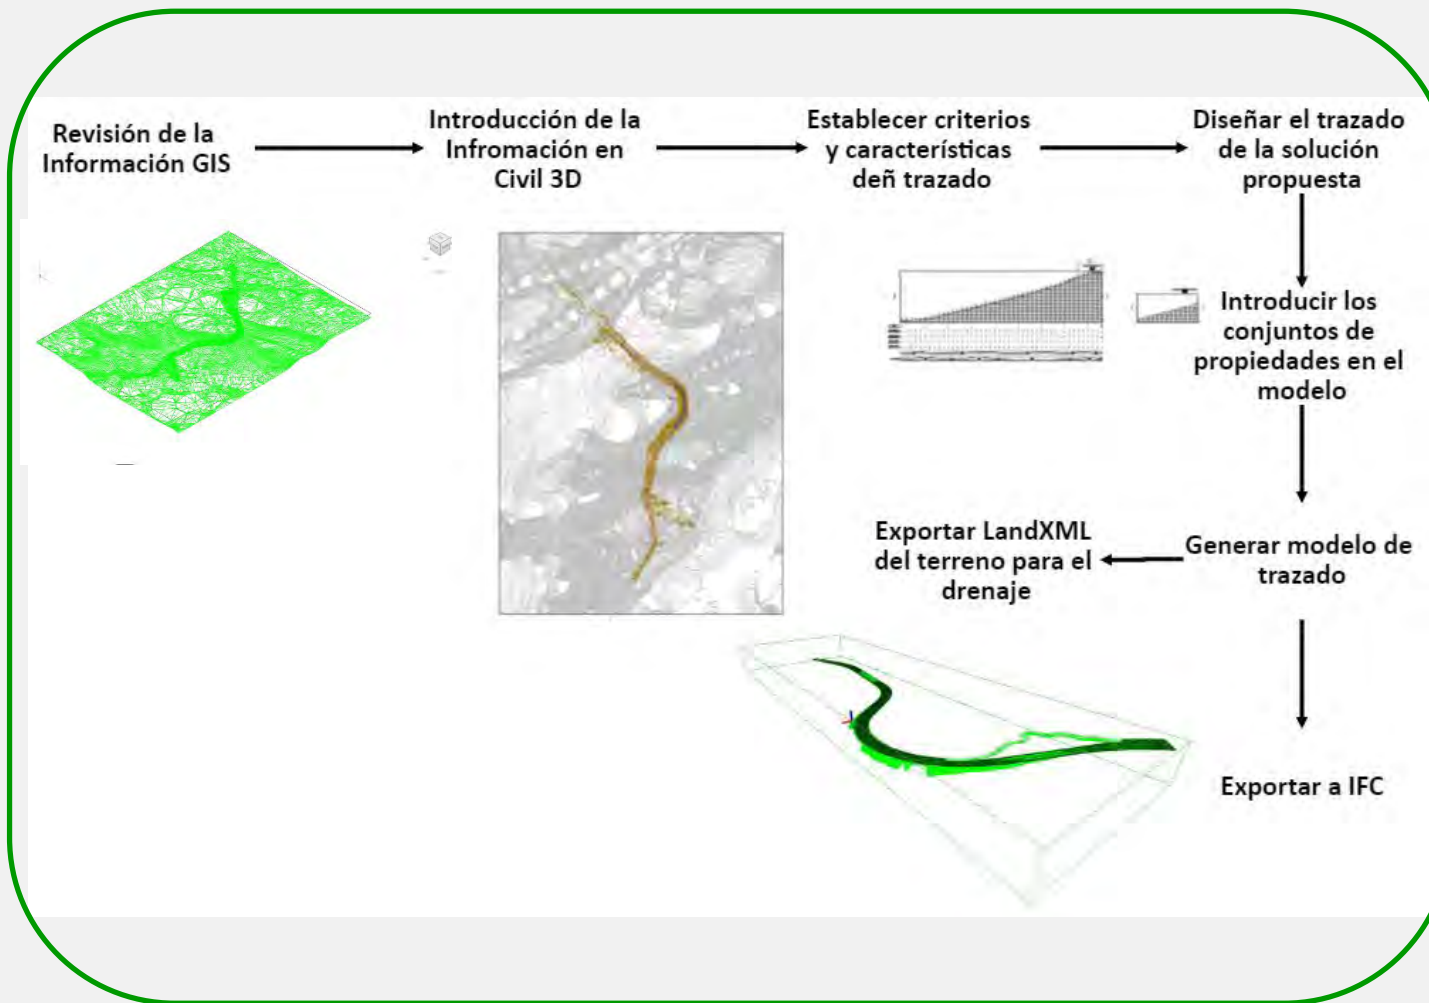 Revisión de la
Información GIS
Introducción de la
Infromación en
Civil 3D
Establecer criterios
y características
deñ trazado
Diseñar el trazado
de la solución
propuesta
Introducir los
conjuntos de
propiedades en el
modelo
Generar modelo de
trazado
Exportar LandXML
del terreno para el
drenaje
Exportar a IFC